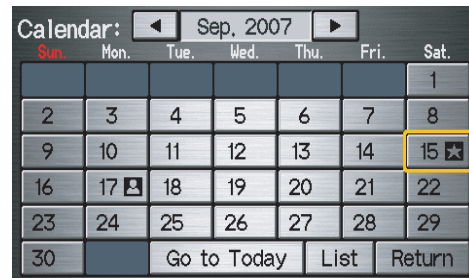 Calendar: Sep, 2007
Sun. Mon. Tue. Wed. Thu. Fri. Sat.
1
2 3 4 5 6 7 8
9 10 11 12 13 14 15
16 17 18 19 20 21 22
23 24 25 26 27 28 29
30 Go to Today List Return